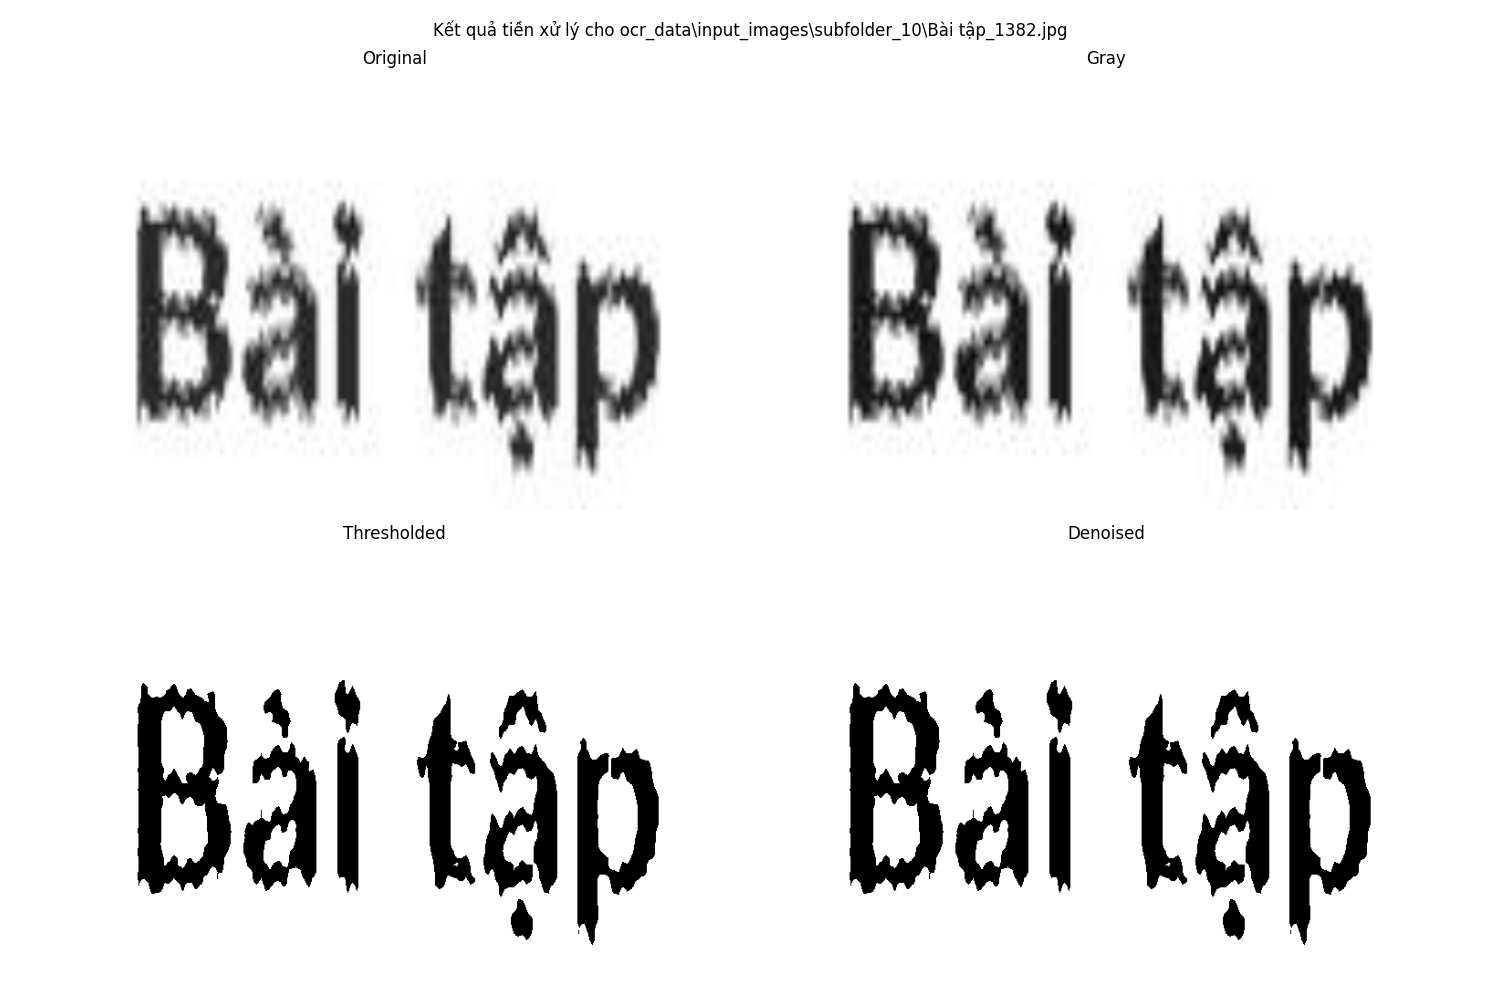 Kết quả tiền xử lý cho ocr_data\input_images\subfolder_10\Bài tập_1382.jpg
Original
Gray
Bài tập
Bài tập
Thresholded
Denoised
Bài tập
Bài tập